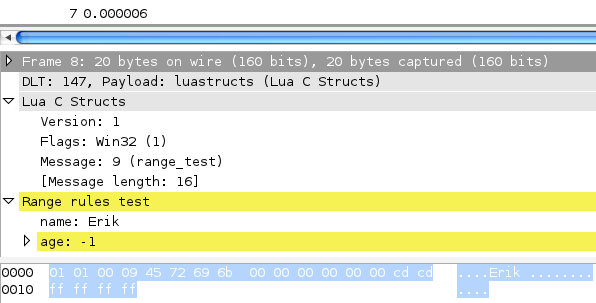 7 0.000006
Frame 8: 20 bytes on wire (160 bits), 20 bytes captured (160 bits)
DLT: 147, Payload: luastructs (Lua C Structs)
Lua C Structs
Version: 1
Flags: Win32 (1)
Message: 9 (range_test)
[Message length: 16]
Range rules test
name: Erik
age: -1
0000 01 01 00 09 45 72 69 6b 00 00 00 00 00 00 cd cd ....Erik ........
0010 ff ff ff ff ....